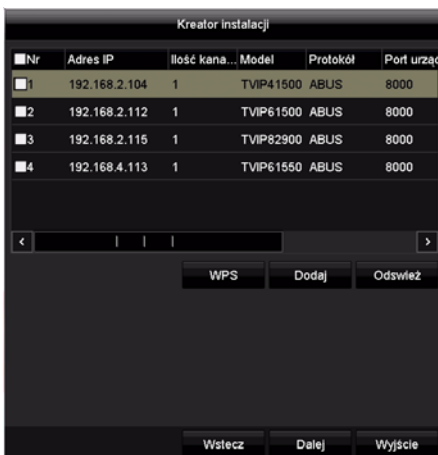 Kreator instalacji
Nr Adres IP Ilość kana... Model Protokół Port urząd
1 192.168.2.104 1 TVIP41500 ABUS 8000
2 192.168.2.112 1 TVIP61500 ABUS 8000
3 192.168.2.115 1 TVIP82900 ABUS 8000
4 192.168.4.113 1 TVIP61550 ABUS 8000
WPS Dodaj Odswież
Wstecz Dalej Wyjście